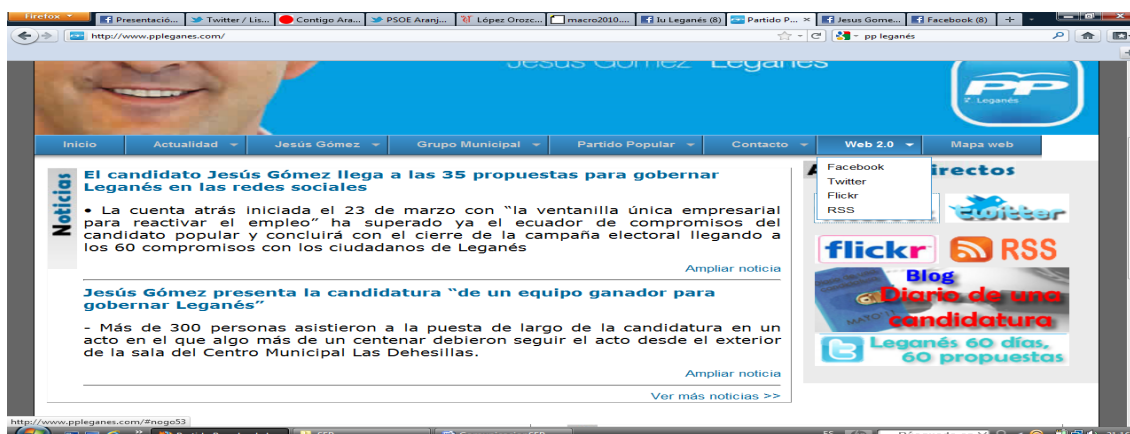 Firefox
Presentació...
Twitter / Lis...
Contigo Ara...
PSOE Aranj...
López Orozc...
macro2010....
Iu Leganés (8)
Partido P...
Jesus Gome...
Facebook (8)
http://www.ppleganes.com/
pp leganés
Jesús Gómez Leganés
PP
Leganés
Inicio
Actualidad
Jesús Gómez
Grupo Municipal
Partido Popular
Contacto
Web 2.0
Mapa web
Facebook
Twitter
Flickr
RSS
Noticias
El candidato Jesús Gómez llega a las 35 propuestas para gobernar
Leganés en las redes sociales
• La cuenta atrás iniciada el 23 de marzo con “la ventanilla única empresarial
para reactivar el empleo” ha superado ya el ecuador de compromisos del
candidato popular y concluirá con el cierre de la campaña electoral llegando a
los 60 compromisos con los ciudadanos de Leganés
Ampliar noticia
Jesús Gómez presenta la candidatura “de un equipo ganador para
gobernar Leganés”
- Más de 300 personas asistieron a la puesta de largo de la candidatura en un
acto en el que algo más de un centenar debieron seguir el acto desde el exterior
de la sala del Centro Municipal Las Dehesillas.
Ampliar noticia
Ver más noticias >>
twitter
flickr
RSS
Blog
Diario de una
candidatura
Leganés 60 días,
60 propuestas
http://www.ppleganes.com/#nogo53